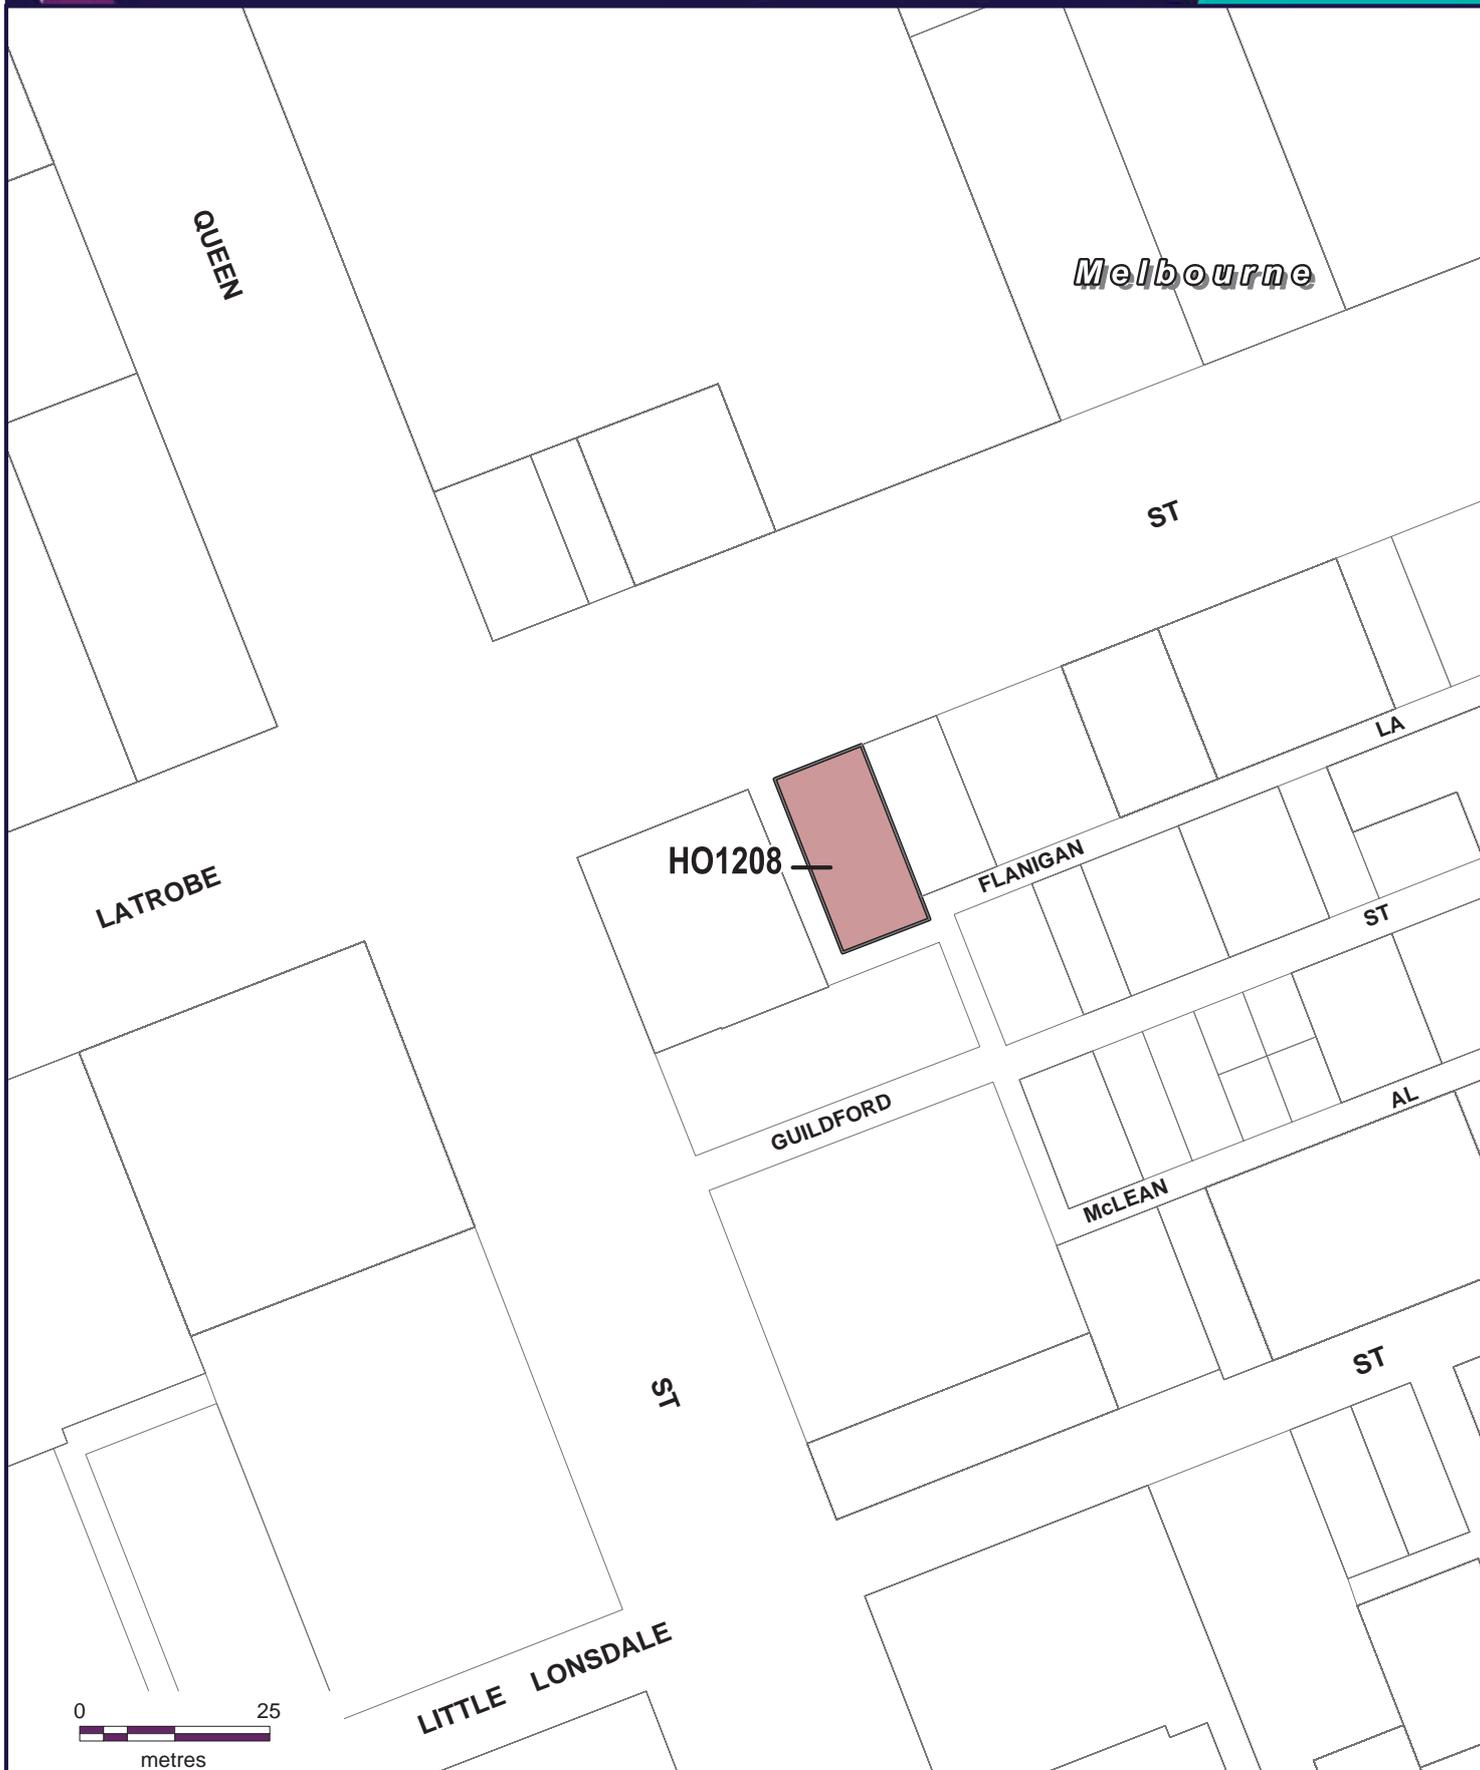 QUEEN
Melbourne
ST
LA
FLANIGAN
HO1208
LATROBE
ST
AL
GUILDFORD
McLEAN
ST
ST
LITTLE LONSDALE
0 25
metres